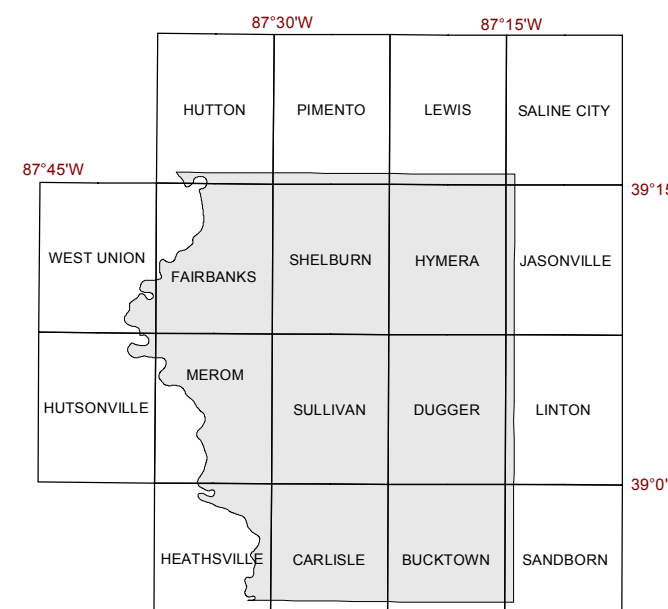 87°30'W 87°15'W
HUTTON PIMENTO LEWIS SALINE CITY
87°45'W
39°15
WEST UNION FAIRBANKS SHELBURN HYMERA JASONVILLE
MEROM
HUTSONVILLE SULLIVAN DUGGER LINTON
39°0'
HEATHSVILLE CARLISLE BUCKTOWN SANDBORN